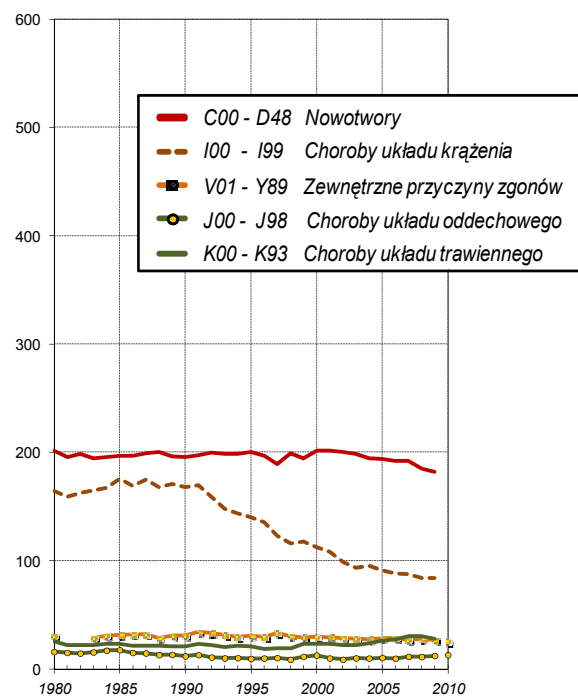 600
500
C00 - D48 Nowotwory
I00 - I99 Choroby układu krążenia
V01 - Y89 Zewnętrzne przyczyny zgonów
400
J00 - J98 Choroby układu oddechowego
K00 - K93 Choroby układu trawiennego
300
200
100
0
1980 1985 1990 1995 2000 2005 2010